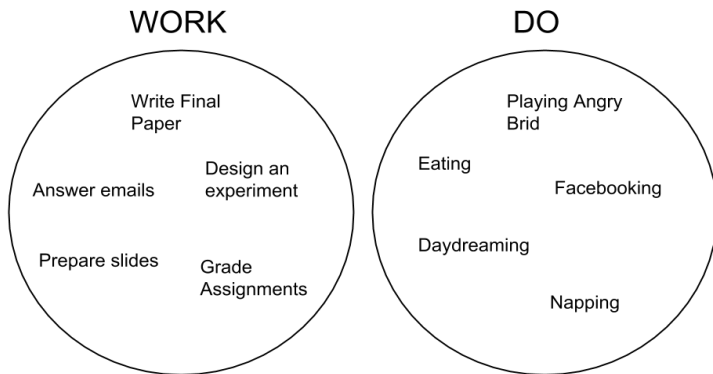 WORK
Write Final
Paper
Design an
experiment
Answer emails
Prepare slides
Grade
Assignments
DO
Playing Angry
Brid
Eating
Facebooking
Daydreaming
Napping